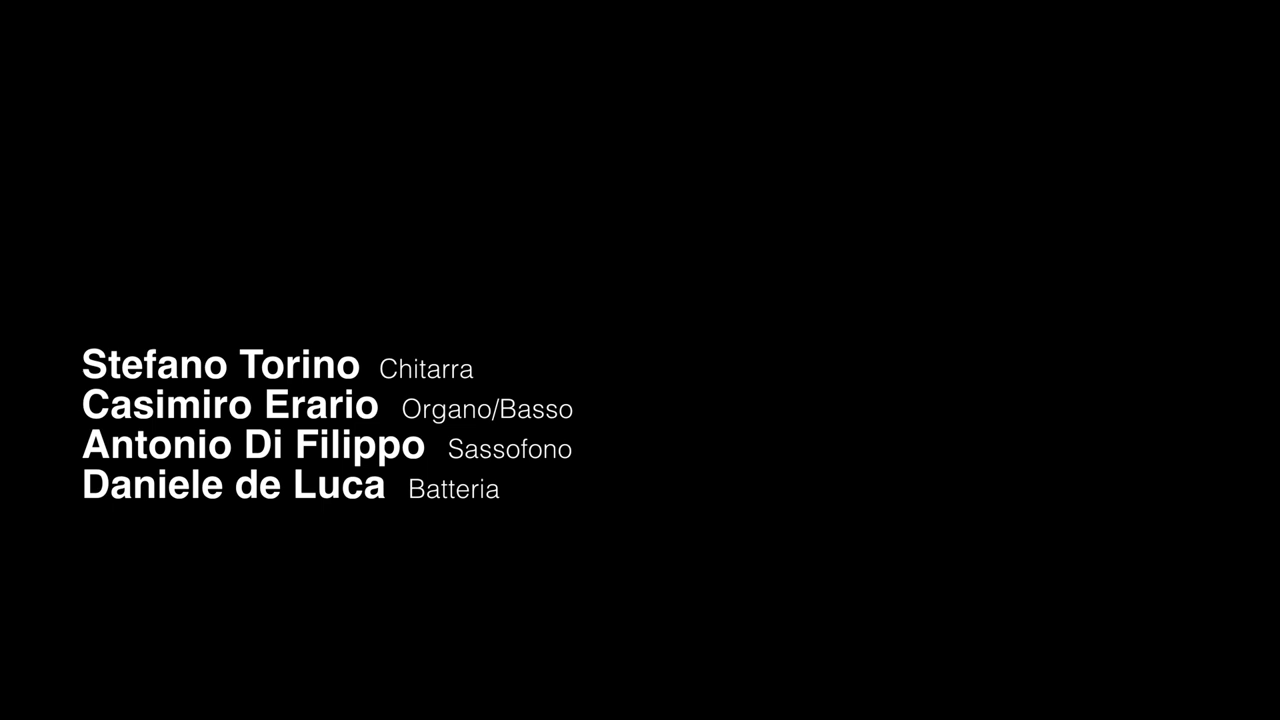 Stefano Torino Chitarra
Casimiro Erario Organo/Basso
Antonio Di Filippo Sassofono
Daniele de Luca Batteria